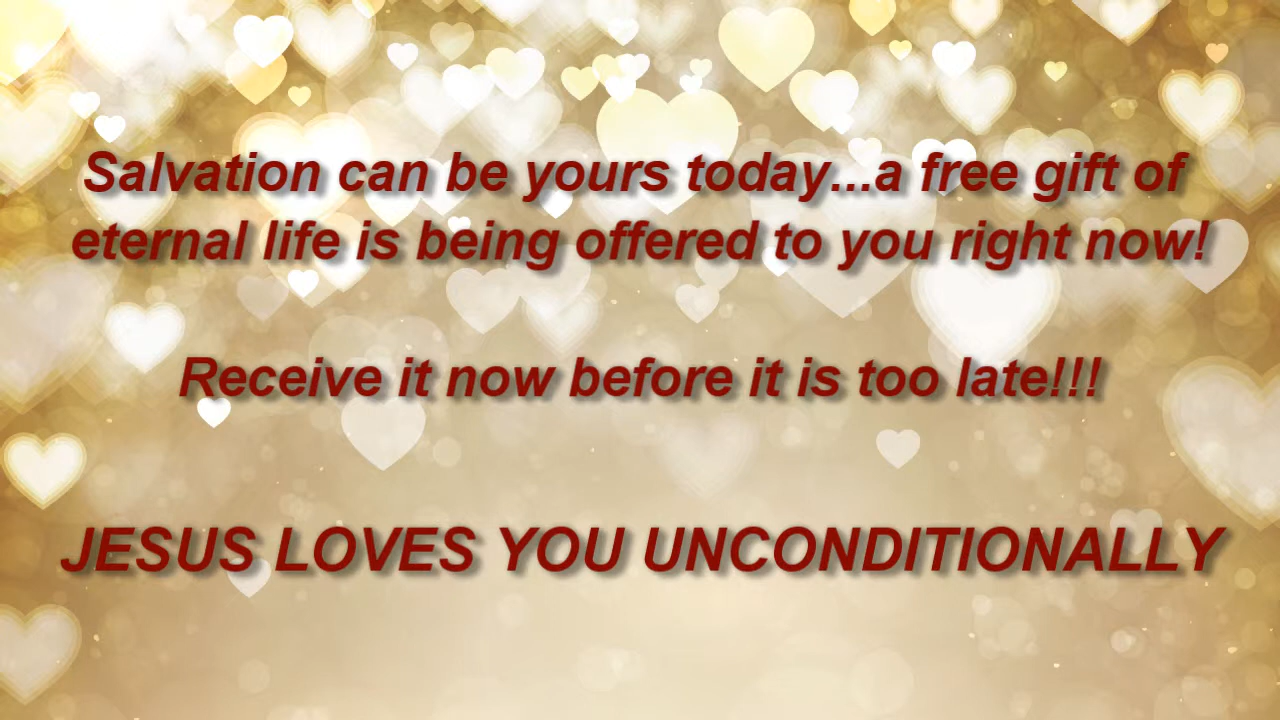 Salvation can be yours today...a free gift of
eternal life is being offered to you right now!
Receive it now before it is too late!!!
JESUS LOVES YOU UNCONDITIONALLY